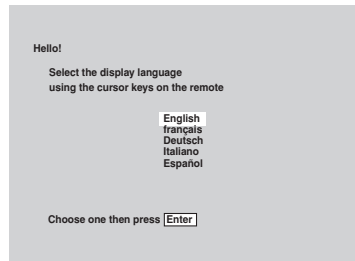 Hello!
Select the display language
using the cursor keys on the remote
English
français
Deutsch
Italiano
Español
Choose one then press Enter